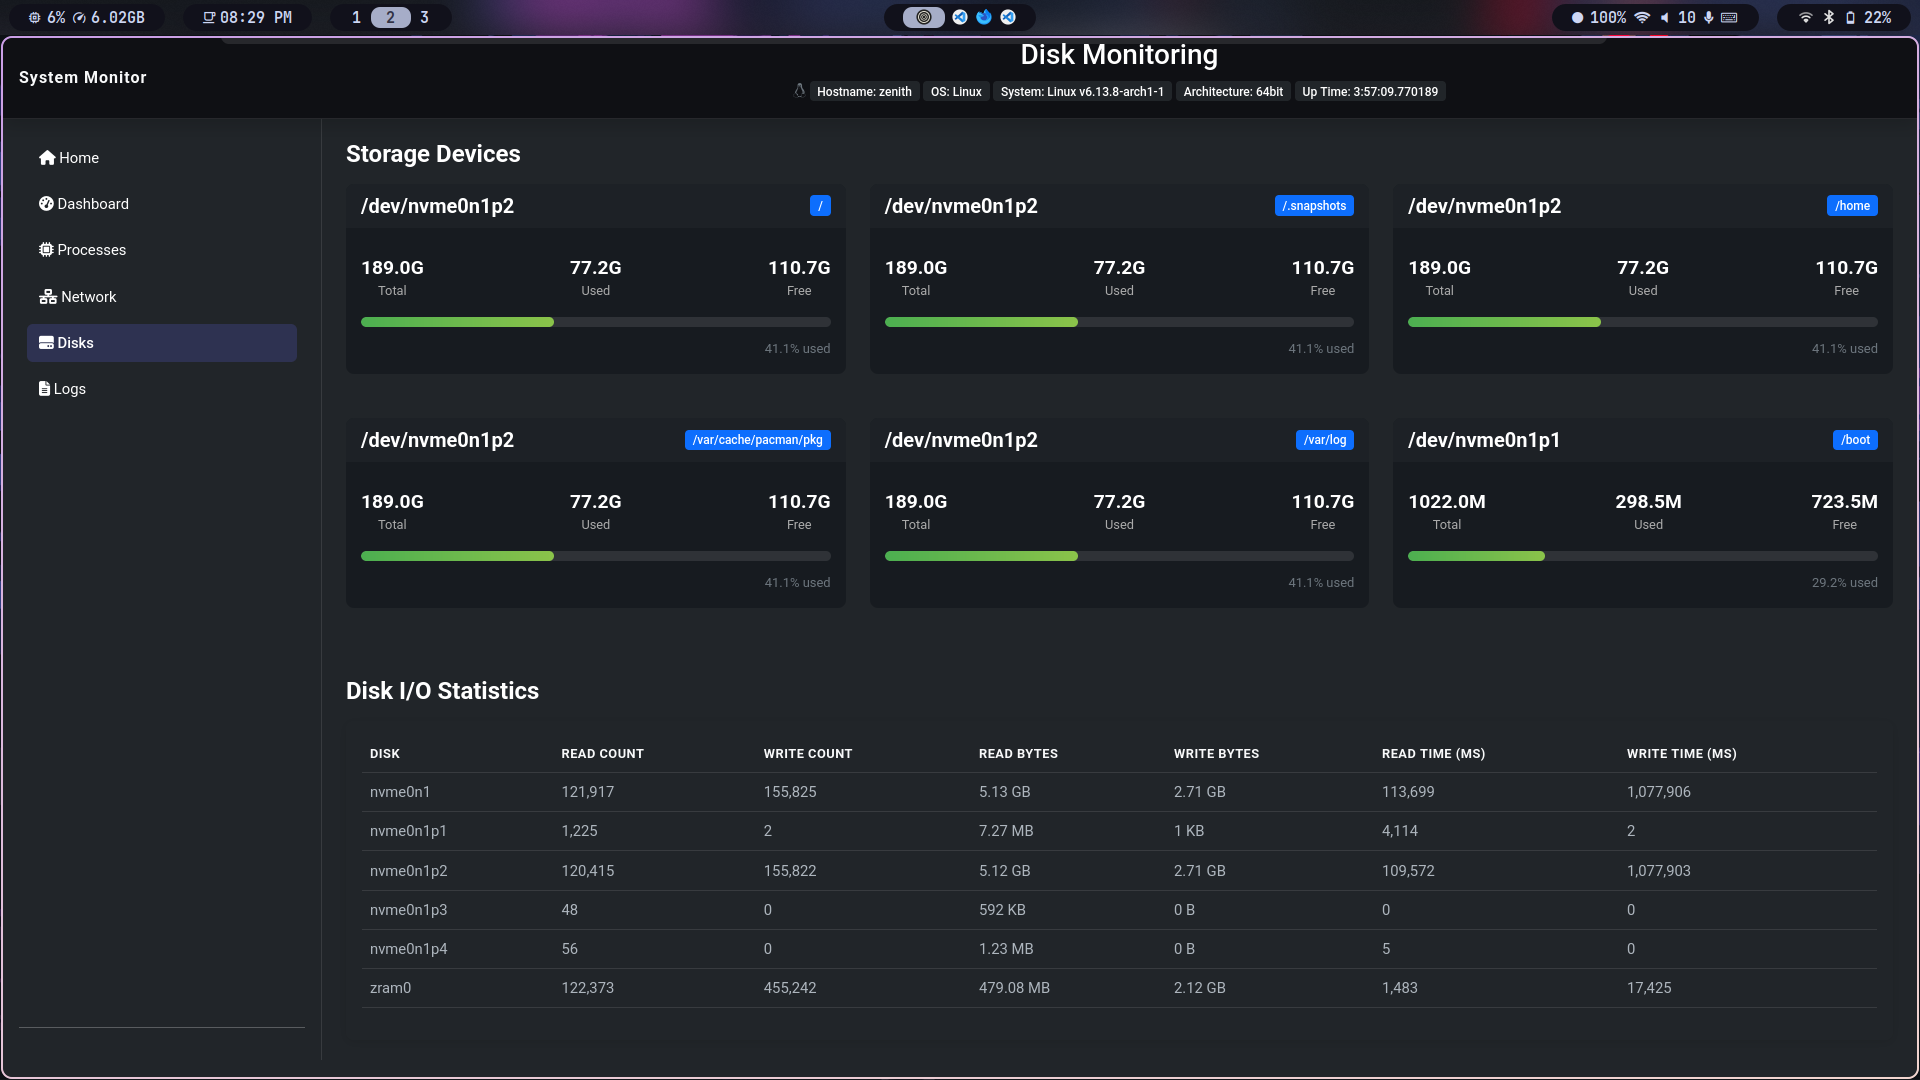 6% 6.02GB 08:29 PM 1 2 3 100% 10 22%
Disk Monitoring
System Monitor
Hostname: zenith OS: Linux System: Linux v6.13.8-arch1-1 Architecture: 64bit Up Time: 3:57:09.770189
Home
Dashboard
Processes
Network
Disks
Logs
Storage Devices
/dev/nvme0n1p2 /
189.0G 77.2G 110.7G
Total Used Free
41.1% used
/dev/nvme0n1p2 /.snapshots
189.0G 77.2G 110.7G
Total Used Free
41.1% used
/dev/nvme0n1p2 /home
189.0G 77.2G 110.7G
Total Used Free
41.1% used
/dev/nvme0n1p2 /var/cache/pacman/pkg
189.0G 77.2G 110.7G
Total Used Free
41.1% used
/dev/nvme0n1p2 /var/log
189.0G 77.2G 110.7G
Total Used Free
41.1% used
/dev/nvme0n1p1 /boot
1022.0M 298.5M 723.5M
Total Used Free
29.2% used
Disk I/O Statistics
DISK READ COUNT WRITE COUNT READ BYTES WRITE BYTES READ TIME (MS) WRITE TIME (MS)
nvme0n1 121,917 155,825 5.13 GB 2.71 GB 113,699 1,077,906
nvme0n1p1 1,225 2 7.27 MB 1 KB 4,114 2
nvme0n1p2 120,415 155,822 5.12 GB 2.71 GB 109,572 1,077,903
nvme0n1p3 48 0 592 KB 0 B 0 0
nvme0n1p4 56 0 1.23 MB 0 B 5 0
zram0 122,373 455,242 479.08 MB 2.12 GB 1,483 17,425